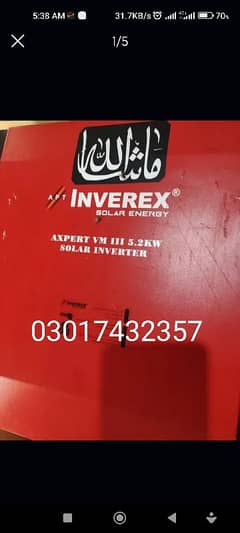 5:38 AM 31.7KB/s 70%
1/5
ماشاءالله
INVEREX®
SOLAR ENERGY
AXPERT VM III 5.2KW
SOLAR INVERTER
03017432357